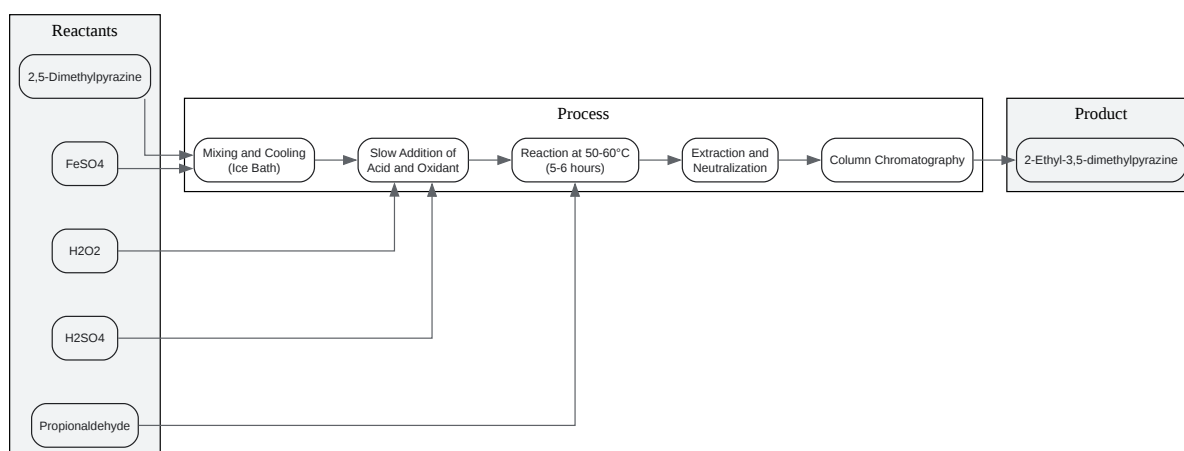 Reactants
2,5-Dimethylpyrazine
FeSO4
H2O2
H2SO4
Propionaldehyde
Process
Mixing and Cooling
(Ice Bath)
Slow Addition of
Acid and Oxidant
Reaction at 50-60°C
(5-6 hours)
Extraction and
Neutralization
Column Chromatography
Product
2-Ethyl-3,5-dimethylpyrazine